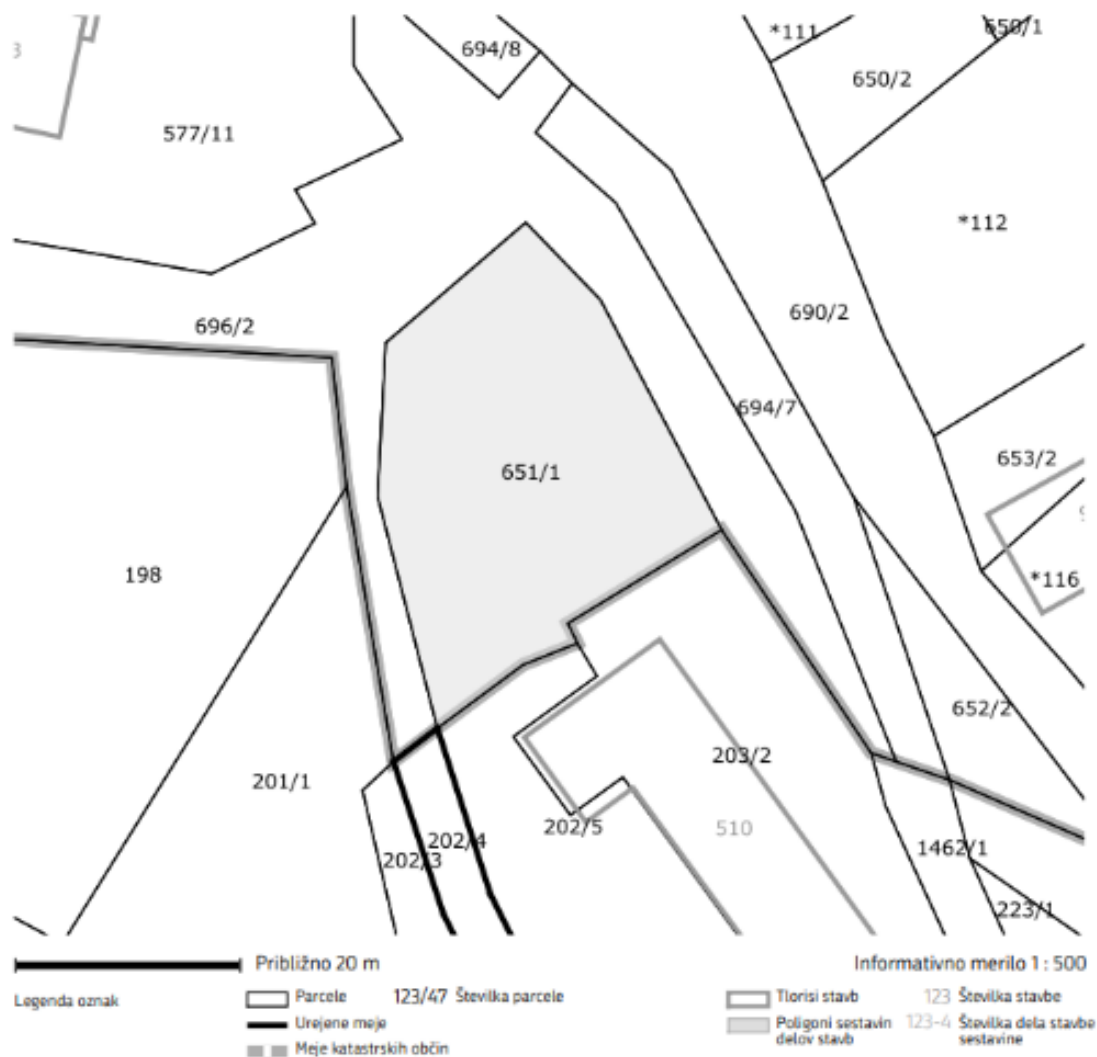 *111
650/1
694/8
650/2
577/11
*112
690/2
696/2
694/7
653/2
651/1
198
*116
652/2
203/2
201/1
510
202/5
202/4
1462/1
202/3
223/1
Približno 20 m
Informativno merilo 1 : 500
Legenda oznak
Parcele
123/47 Številka parcele
Tlorisi stavb
123 Številka stavbe
Urejene meje
Poligoni sestavin
delov stavb
123-4 Številka dela stavbe
sestavine
Meje katastrskih občin